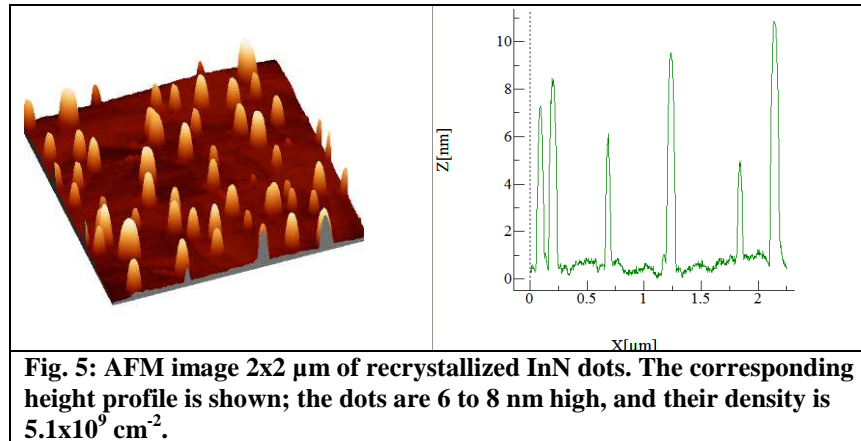 10
8
6
4
2
0
Z[nm]
0
0.5
1
1.5
2
X[µm]
Fig. 5: AFM image 2x2 µm of recrystallized InN dots. The corresponding
height profile is shown; the dots are 6 to 8 nm high, and their density is
5.1x10⁹ cm⁻².